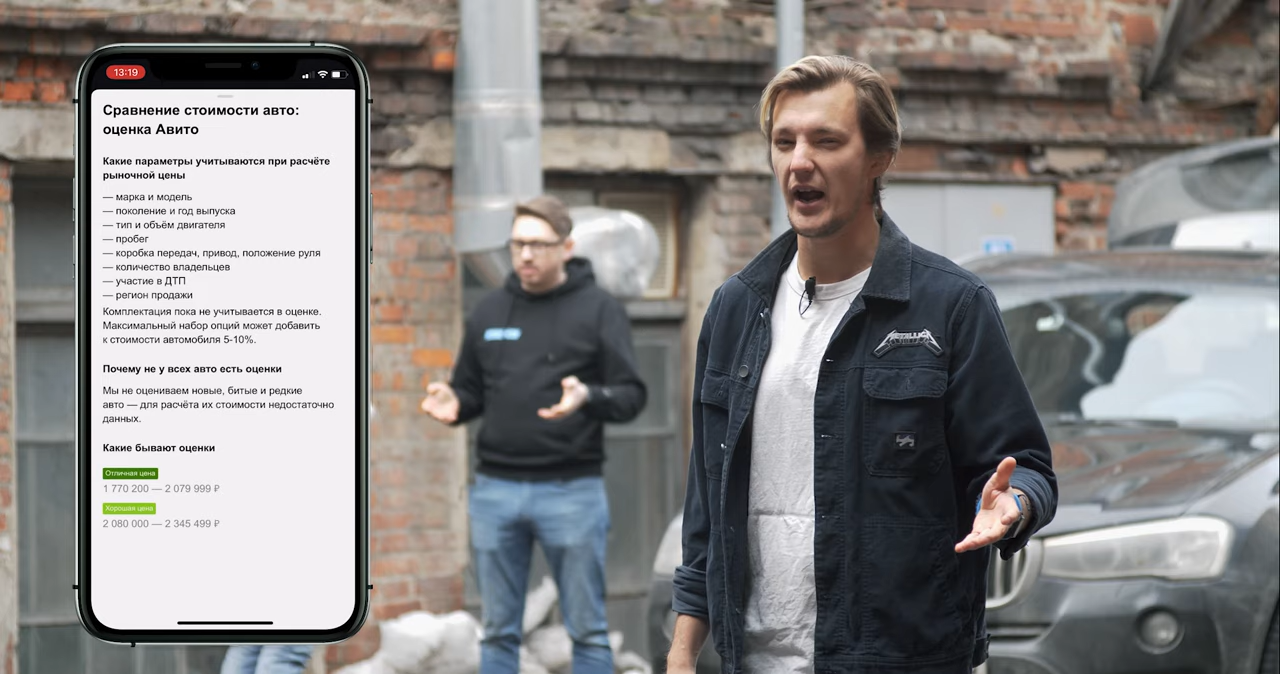 13:19
Сравнение стоимости авто:
оценка Авито
Какие параметры учитываются при расчёте
рыночной цены
— марка и модель
— поколение и год выпуска
— тип и объём двигателя
— пробег
— коробка передач, привод, положение руля
— количество владельцев
— участие в ДТП
— регион продажи
Комплектация пока не учитывается в оценке.
Максимальный набор опций может добавить
к стоимости автомобиля 5-10%.
Почему не у всех авто есть оценки
Мы не оцениваем новые, битые и редкие
авто — для расчёта их стоимости недостаточно
данных.
Какие бывают оценки
Отличная цена
1 770 200 — 2 079 999 ₽
Хорошая цена
2 080 000 — 2 345 499 ₽
METALLICA